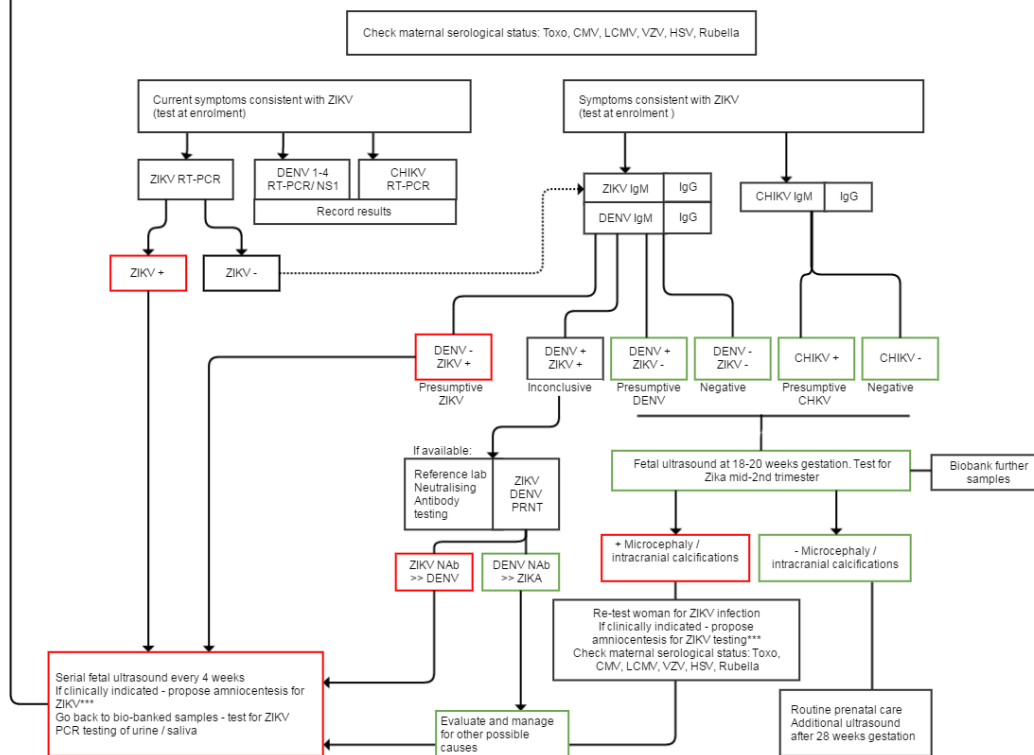 Check maternal serological status: Toxo, CMV, LCMV, VZV, HSV, Rubella
Current symptoms consistent with ZIKV
(test at enrolment)
Symptoms consistent with ZIKV
(test at enrolment )
ZIKV RT-PCR
DENV 1-4
RT-PCR/ NS1
CHIKV
RT-PCR
Record results
ZIKV IgM
IgG
DENV IgM
IgG
CHIKV IgM
IgG
ZIKV +
ZIKV -
DENV -
ZIKV +
Presumptive
ZIKV
DENV +
ZIKV +
Inconclusive
DENV +
ZIKV -
Presumptive
DENV
DENV -
ZIKV -
Negative
CHIKV +
Presumptive
CHKV
CHIKV -
Negative
If available:
Reference lab
Neutralising
Antibody
testing
ZIKV
DENV
PRNT
Fetal ultrasound at 18-20 weeks gestation. Test for
Zika mid-2nd trimester
Biobank further
samples
ZIKV NAb
>> DENV
DENV NAb
>> ZIKA
+ Microcephaly /
intracranial calcifications
- Microcephaly /
intracranial calcifications
Re-test woman for ZIKV infection
If clinically indicated - propose
amniocentesis for ZIKV testing***
Check maternal serological status: Toxo,
CMV, LCMV, VZV, HSV, Rubella
Serial fetal ultrasound every 4 weeks
If clinically indicated - propose amniocentesis for
ZIKV***
Go back to bio-banked samples - test for ZIKV
PCR testing of urine / saliva
Evaluate and manage
for other possible
causes
Routine prenatal care
Additional ultrasound
after 28 weeks gestation